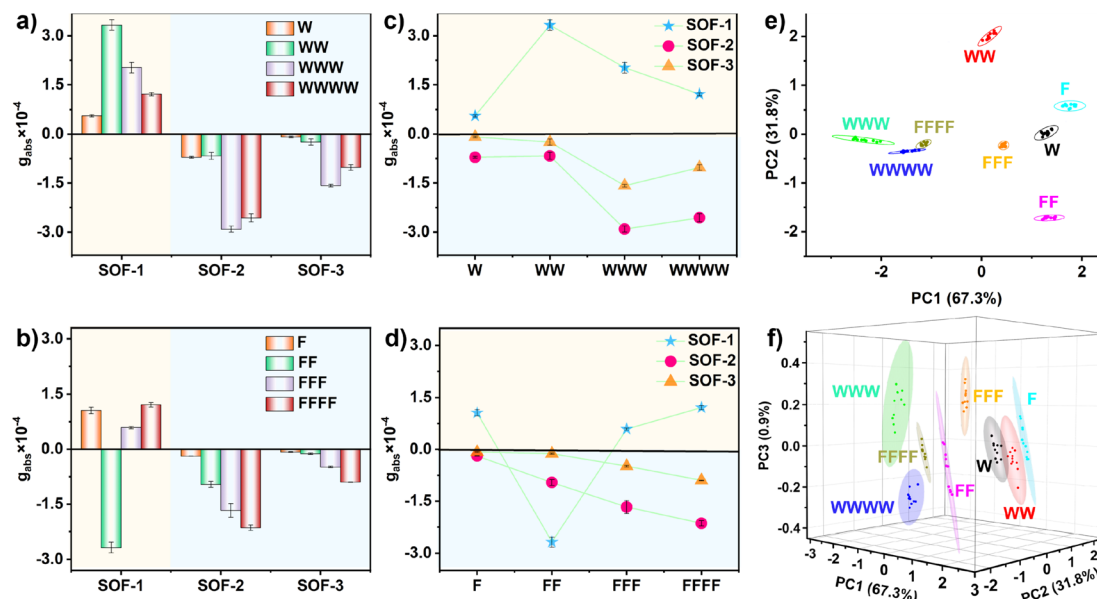 a)
W
WW
WWW
WWWW
3.0
1.5
0.0
-1.5
-3.0
gabs×10-4
SOF-1 SOF-2 SOF-3
c)
SOF-1
SOF-2
SOF-3
3.0
1.5
0.0
-1.5
-3.0
gabs×10-4
W WW WWW WWWW
e)
WW
F
WWW
FFFF
W
WWWW
FFF
FF
2
1
0
-1
-2
PC2 (31.8%)
-2 0 2
PC1 (67.3%)
b)
F
FF
FFF
FFFF
3.0
1.5
0.0
-1.5
-3.0
gabs×10-4
SOF-1 SOF-2 SOF-3
d)
SOF-1
SOF-2
SOF-3
3.0
1.5
0.0
-1.5
-3.0
gabs×10-4
F FF FFF FFFF
f)
WWW
FFF
F
FFFF
W
WWWW
FF
WW
0.4
0.2
0.0
-0.2
-0.4
PC3 (0.9%)
-3 -2 -1 0 1 2 3
PC1 (67.3%)
-2 -1 0 1 2
PC2 (31.8%)